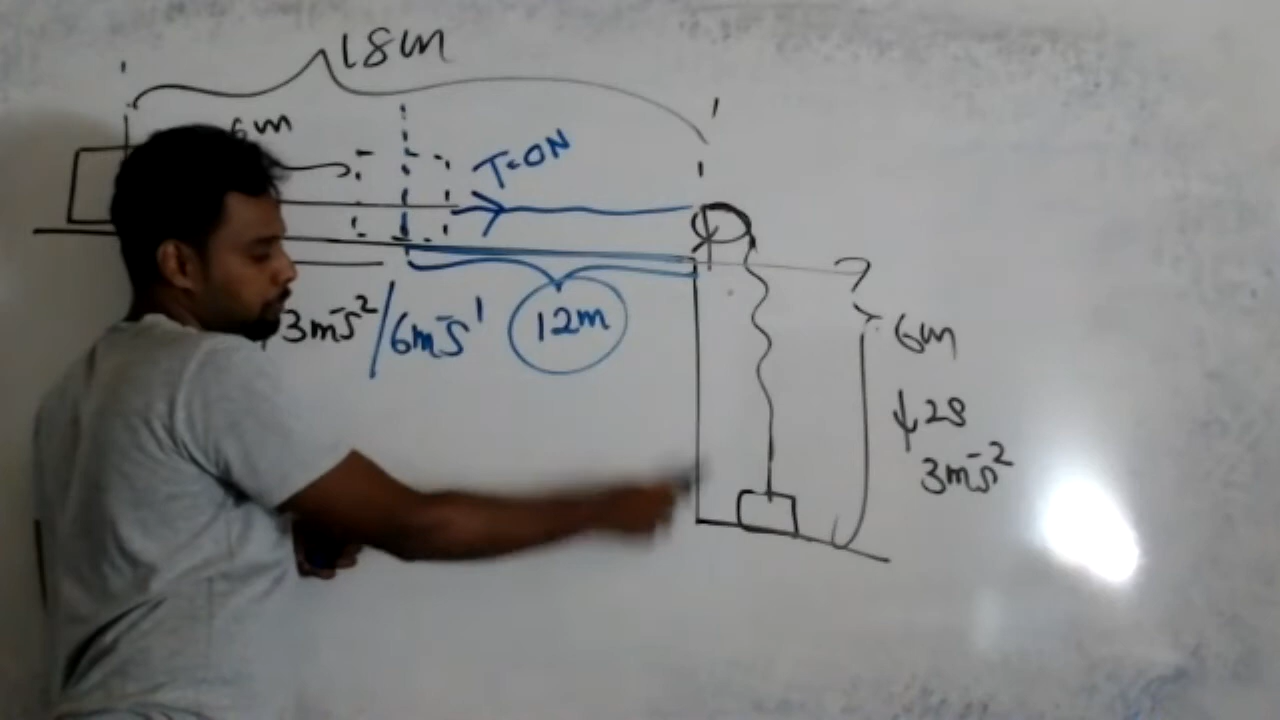 18m
6m
T=0N
3ms⁻²/6ms⁻¹
12m
6m
↓2s
3ms⁻²